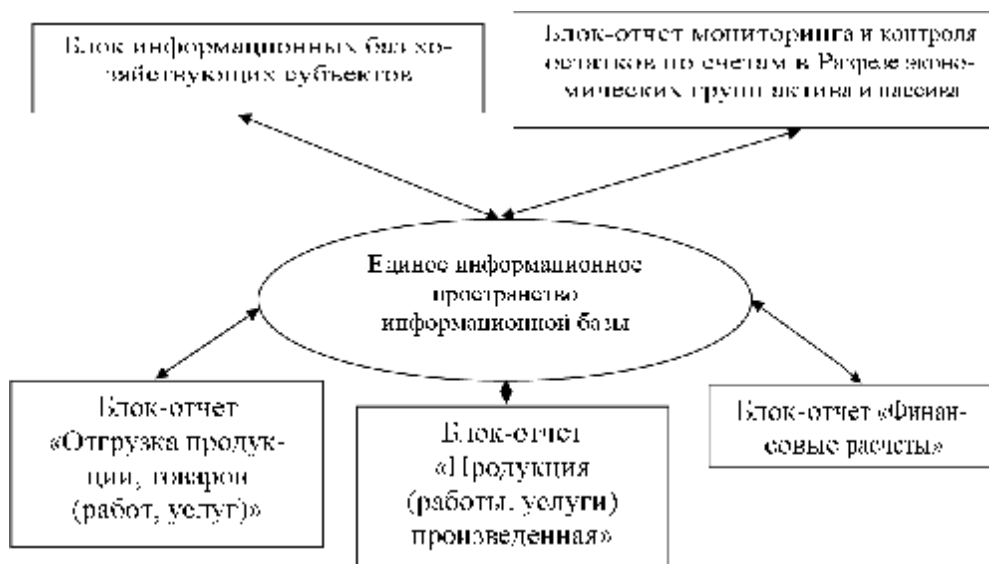 Блок информационных баз хо-
зяйствующих субъектов
Блок-отчет мониторинга и контроля
остатков по счетам в Разрезе эконо-
мических групп актива и пассива
Единое информационное
пространство
информационной базы
Блок-отчет
«Отгрузка продук-
ции, товаров
(работ, услуг)»
Блок-отчет
«Продукция
(работы, услуги)
произведенная»
Блок-отчет «Финан-
совые расчеты»